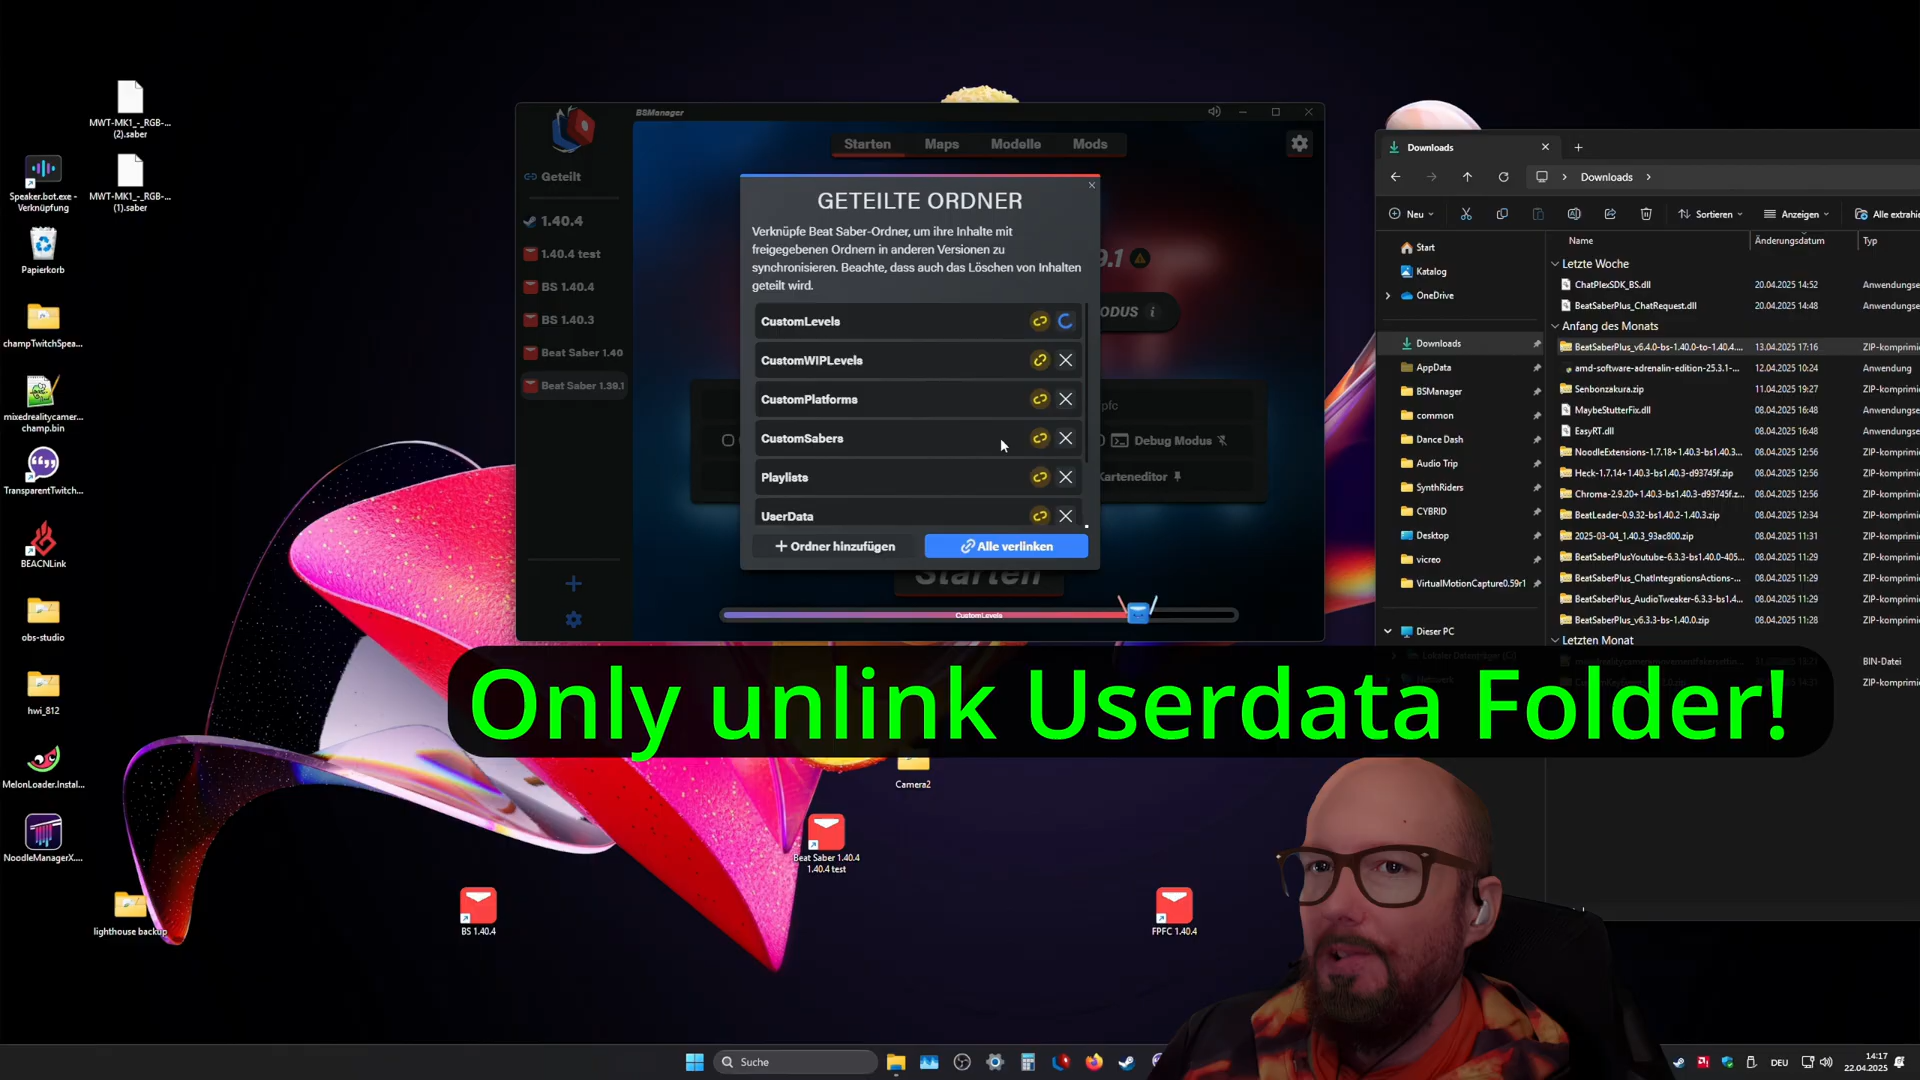 MWT-MK1_-_RGB-...
(2).saber
Speaker.bot.exe -
Verknüpfung
MWT-MK1_-_RGB-...
(1).saber
Papierkorb
champTwitchSpea...
mixedrealitycamer...
champ.bin
TransparentTwitch...
BEACNLink
obs-studio
hwi_812
MelonLoader.Instal...
NoodleManagerX....
lighthouse backup
BS 1.40.4
Beat Saber 1.40.4
1.40.4 test
Camera2
FPFC 1.40.4
BSManager
Geteilt
1.40.4
1.40.4 test
BS 1.40.4
BS 1.40.3
Beat Saber 1.40
Beat Saber 1.39.1
Starten
Maps
Modelle
Mods
9.1
ODUS
pfc
Debug Modus
Karteneditor
Starten
CustomLevels
GETEILTE ORDNER
Verknüpfe Beat Saber-Ordner, um ihre Inhalte mit
freigegebenen Ordnern in anderen Versionen zu
synchronisieren. Beachte, dass auch das Löschen von Inhalten
geteilt wird.
CustomLevels
CustomWIPLevels
CustomPlatforms
CustomSabers
Playlists
UserData
Ordner hinzufügen
Alle verlinken
Downloads
Downloads
Neu
Sortieren
Anzeigen
Alle extrahie
Start
Katalog
OneDrive
Downloads
AppData
BSManager
common
Dance Dash
Audio Trip
SynthRiders
CYBRID
Desktop
vicreo
VirtualMotionCapture0.59r1
Dieser PC
Name
Änderungsdatum
Typ
Letzte Woche
ChatPlexSDK_BS.dll
20.04.2025 14:52
Anwendungse
BeatSaberPlus_ChatRequest.dll
20.04.2025 14:48
Anwendungse
Anfang des Monats
BeatSaberPlus_v6.4.0-bs-1.40.0-to-1.40.4....
13.04.2025 17:16
ZIP-komprimie
amd-software-adrenalin-edition-25.3.1-...
12.04.2025 10:24
Anwendung
Senbonzakura.zip
11.04.2025 19:27
ZIP-komprimie
MaybeStutterFix.dll
08.04.2025 16:48
Anwendungse
EasyRT.dll
08.04.2025 16:48
Anwendungse
NoodleExtensions-1.7.18+1.40.3-bs1.40.3...
08.04.2025 12:56
ZIP-komprimie
Heck-1.7.14+1.40.3-bs1.40.3-d93745f.zip
08.04.2025 12:56
ZIP-komprimie
Chroma-2.9.20+1.40.3-bs1.40.3-d93745f.z...
08.04.2025 12:56
ZIP-komprimie
BeatLeader-0.9.32-bs1.40.2-1.40.3.zip
08.04.2025 12:34
ZIP-komprimie
2025-03-04_1.40.3_93ac800.zip
08.04.2025 11:31
ZIP-komprimie
BeatSaberPlusYoutube-6.3.3-bs1.40.0-405...
08.04.2025 11:29
ZIP-komprimie
BeatSaberPlus_ChatIntegrationsActions-...
08.04.2025 11:29
ZIP-komprimie
BeatSaberPlus_AudioTweaker-6.3.3-bs1.4...
08.04.2025 11:29
ZIP-komprimie
BeatSaberPlus_v6.3.3-bs1.40.0.zip
08.04.2025 11:28
ZIP-komprimie
Letzten Monat
BIN-Datei
ZIP-komprimie
Only unlink Userdata Folder!
Suche
DEU
14:17
22.04.2025